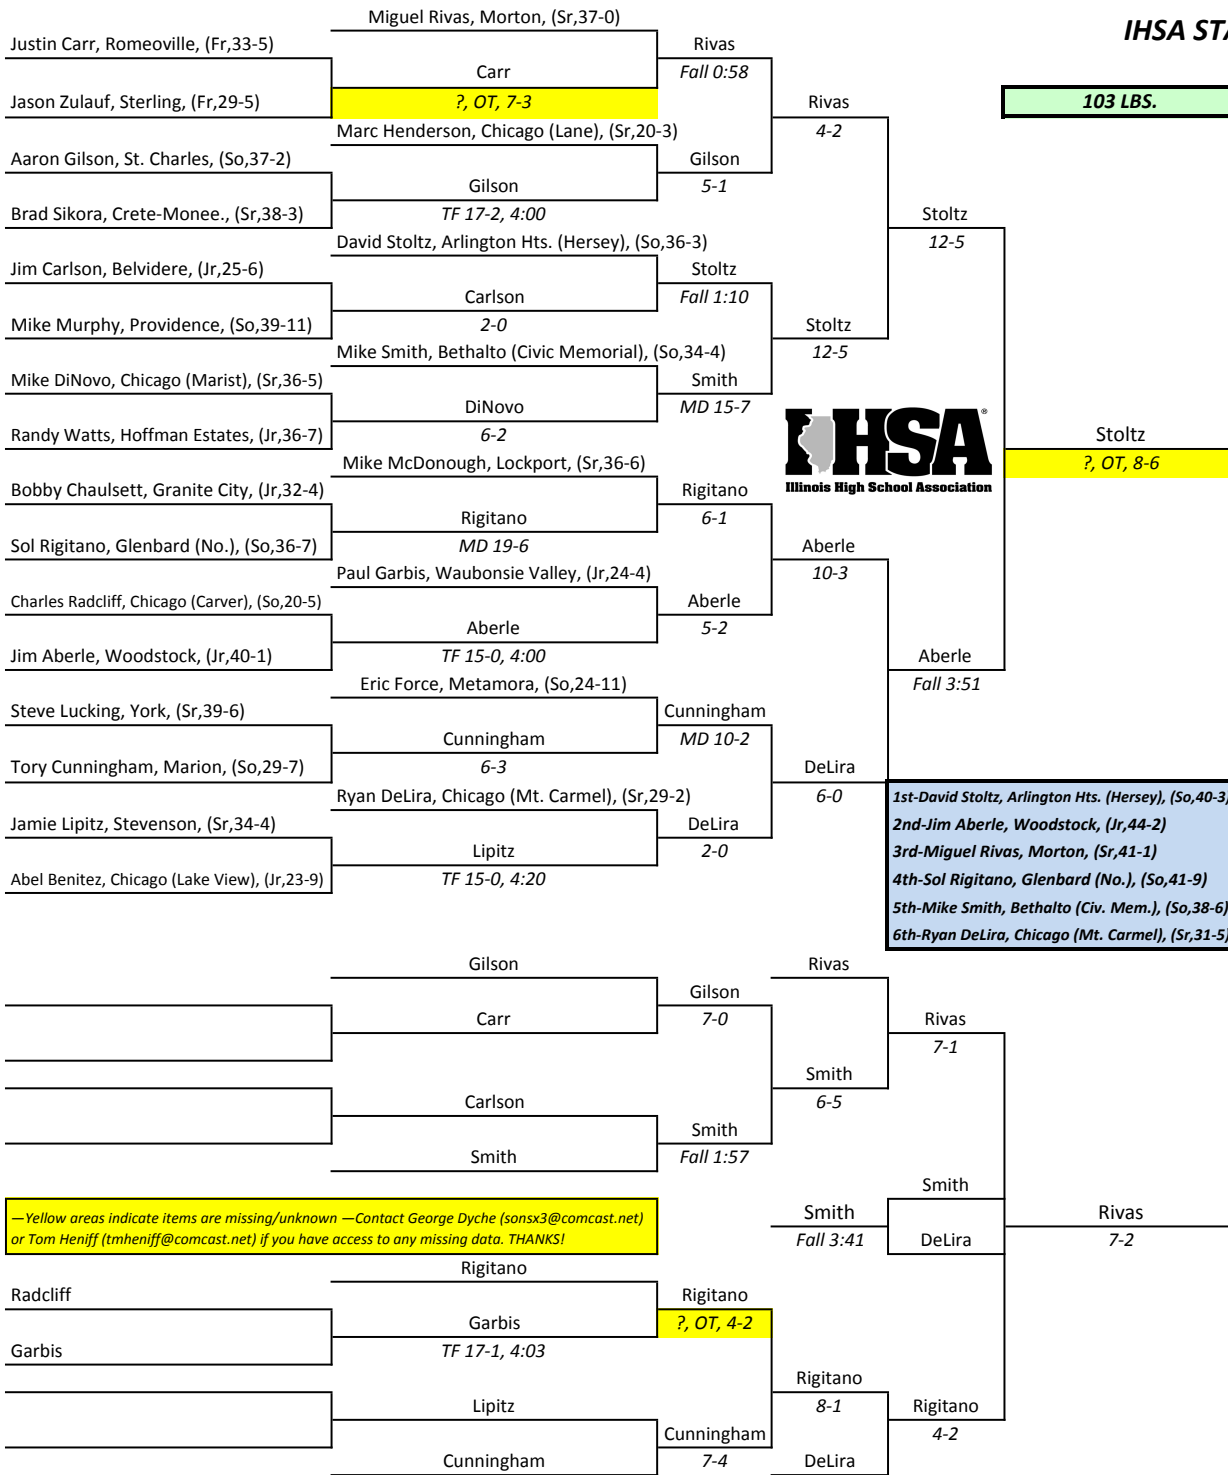 Miguel Rivas, Morton, (Sr,37-0)
IHSA STA
Justin Carr, Romeoville, (Fr,33-5)
Rivas
Carr
Fall 0:58
Jason Zulauf, Sterling, (Fr,29-5)
?, OT, 7-3
Rivas
103 LBS.
Marc Henderson, Chicago (Lane), (Sr,20-3)
4-2
Aaron Gilson, St. Charles, (So,37-2)
Gilson
Gilson
5-1
Brad Sikora, Crete-Monee., (Sr,38-3)
TF 17-2, 4:00
Stoltz
David Stoltz, Arlington Hts. (Hersey), (So,36-3)
12-5
Jim Carlson, Belvidere, (Jr,25-6)
Stoltz
Carlson
Fall 1:10
Mike Murphy, Providence, (So,39-11)
2-0
Stoltz
Mike Smith, Bethalto (Civic Memorial), (So,34-4)
12-5
Mike DiNovo, Chicago (Marist), (Sr,36-5)
Smith
DiNovo
MD 15-7
Randy Watts, Hoffman Estates, (Jr,36-7)
6-2
IHSA®
Illinois High School Association
Stoltz
?, OT, 8-6
Mike McDonough, Lockport, (Sr,36-6)
Bobby Chaulsett, Granite City, (Jr,32-4)
Rigitano
Rigitano
6-1
Sol Rigitano, Glenbard (No.), (So,36-7)
MD 19-6
Aberle
Paul Garbis, Waubonsie Valley, (Jr,24-4)
10-3
Charles Radcliff, Chicago (Carver), (So,20-5)
Aberle
Aberle
5-2
Jim Aberle, Woodstock, (Jr,40-1)
TF 15-0, 4:00
Aberle
Eric Force, Metamora, (So,24-11)
Fall 3:51
Steve Lucking, York, (Sr,39-6)
Cunningham
Cunningham
MD 10-2
Tory Cunningham, Marion, (So,29-7)
6-3
DeLira
Ryan DeLira, Chicago (Mt. Carmel), (Sr,29-2)
6-0
1st-David Stoltz, Arlington Hts. (Hersey), (So,40-3)
Jamie Lipitz, Stevenson, (Sr,34-4)
DeLira
2nd-Jim Aberle, Woodstock, (Jr,44-2)
Lipitz
2-0
3rd-Miguel Rivas, Morton, (Sr,41-1)
Abel Benitez, Chicago (Lake View), (Jr,23-9)
TF 15-0, 4:20
4th-Sol Rigitano, Glenbard (No.), (So,41-9)
5th-Mike Smith, Bethalto (Civ. Mem.), (So,38-6)
6th-Ryan DeLira, Chicago (Mt. Carmel), (Sr,31-5)
Gilson
Rivas
Gilson
Carr
7-0
Rivas
7-1
Smith
Carlson
6-5
Smith
Smith
Fall 1:57
Smith
—Yellow areas indicate items are missing/unknown —Contact George Dyche (sonsx3@comcast.net)
or Tom Heniff (tmheniff@comcast.net) if you have access to any missing data. THANKS!
Smith
Rivas
Fall 3:41
DeLira
7-2
Rigitano
Radcliff
Rigitano
Garbis
?, OT, 4-2
Garbis
TF 17-1, 4:03
Rigitano
Lipitz
8-1
Rigitano
Cunningham
4-2
Cunningham
7-4
DeLira